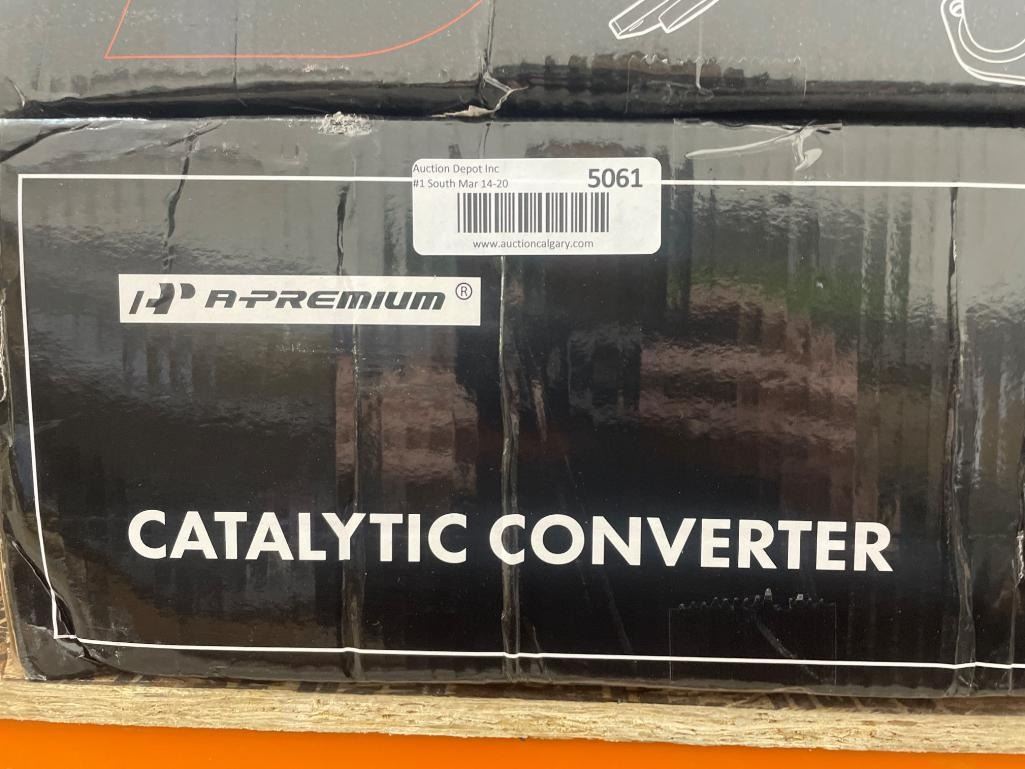 Auction Depot Inc
#1 South Mar 14-20
5061
www.auctioncalgary.com
A-PREMIUM ®
CATALYTIC CONVERTER